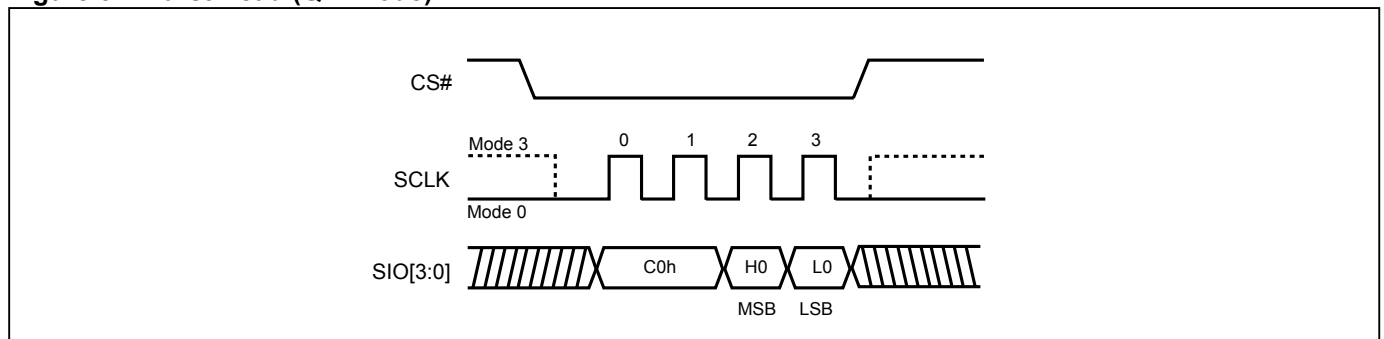 CS#
Mode 3 0 1 2 3
SCLK
Mode 0
SIO[3:0] C0h H0 L0
MSB LSB